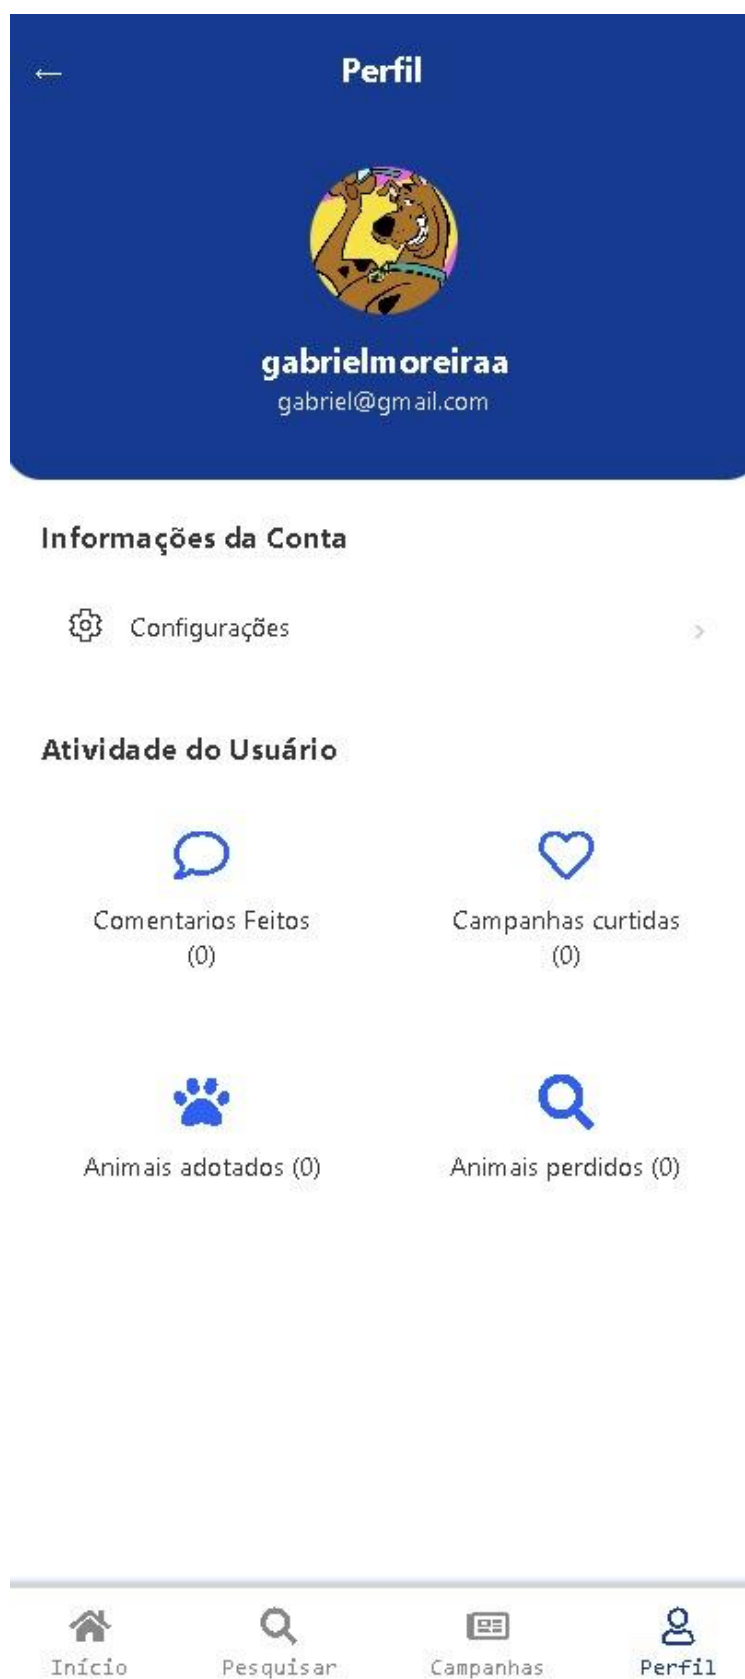 Perfil
gabrielmoreiraa
gabriel@gmail.com
Informações da Conta
Configurações
Atividade do Usuário
Comentarios Feitos
(0)
Campanhas curtidas
(0)
Animais adotados (0)
Animais perdidos (0)
Início
Pesquisar
Campanhas
Perfil